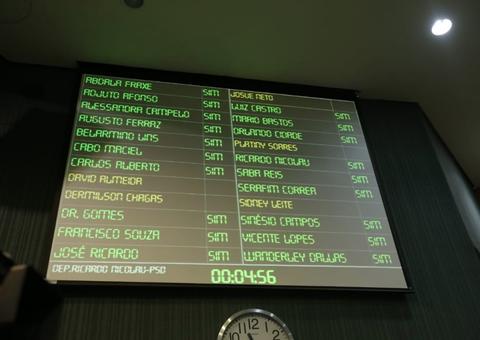 ABDALA FRAXE SIM
ADJUTO AFONSO SIM
ALESSANDRA CAMPELO SIM
AUGUSTO FERRAZ SIM
BELARMINO LINS SIM
CABO MACIEL SIM
CARLOS ALBERTO SIM
DAVID ALMEIDA
DERMILSON CHAGAS
DR. GOMES SIM
FRANCISCO SOUZA SIM
JOSÉ RICARDO SIM
JOSUE NETO
LUIZ CASTRO SIM
MARIO BASTOS SIM
ORLANDO CIDADE SIM
PLATINY SOARES
RICARDO NICOLAU SIM
SABA REIS SIM
SERAFIM CORREA SIM
SIDNEY LEITE
SINÉSIO CAMPOS SIM
VICENTE LOPES SIM
WANDERLEY DALLAS SIM
DEP.RICARDO NICOLAU-PSD
00:04:56